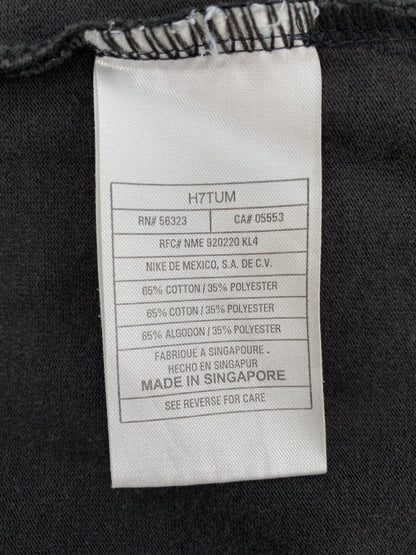 H7TUM
RN# 56323 CA# 05553
RFC# NME 920220 KL4
NIKE DE MEXICO, S.A. DE C.V.
65% COTTON / 35% POLYESTER
65% COTON / 35% POLYESTER
65% ALGODON / 35% POLYESTER
FABRIQUE A SINGAPOURE .
HECHO EN SINGAPUR
MADE IN SINGAPORE
SEE REVERSE FOR CARE